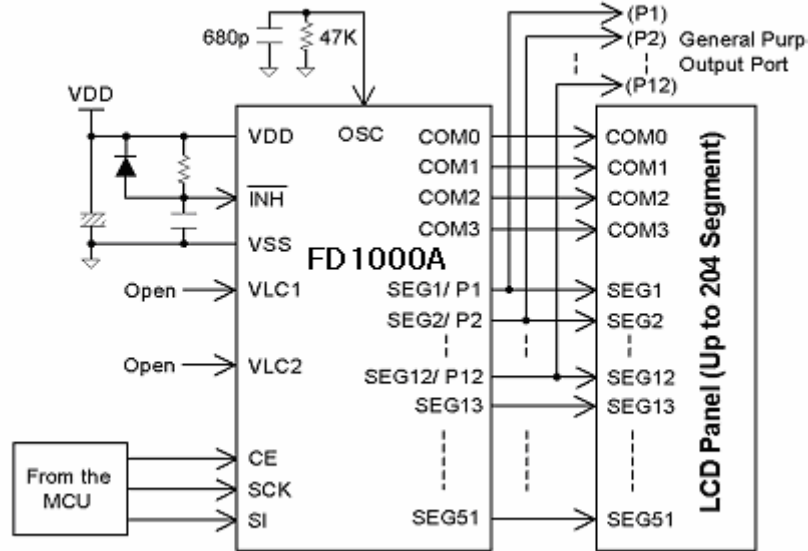 680p
47K
(P1)
(P2)
General Purp
Output Port
(P12)
VDD
VDD
OSC
INH
VSS
FD1000A
Open
VLC1
Open
VLC2
From the
MCU
CE
SCK
SI
COM0
COM1
COM2
COM3
SEG1/ P1
SEG2/ P2
SEG12/ P12
SEG13
SEG51
COM0
COM1
COM2
COM3
SEG1
SEG2
SEG12
SEG13
SEG51
LCD Panel (Up to 204 Segment)